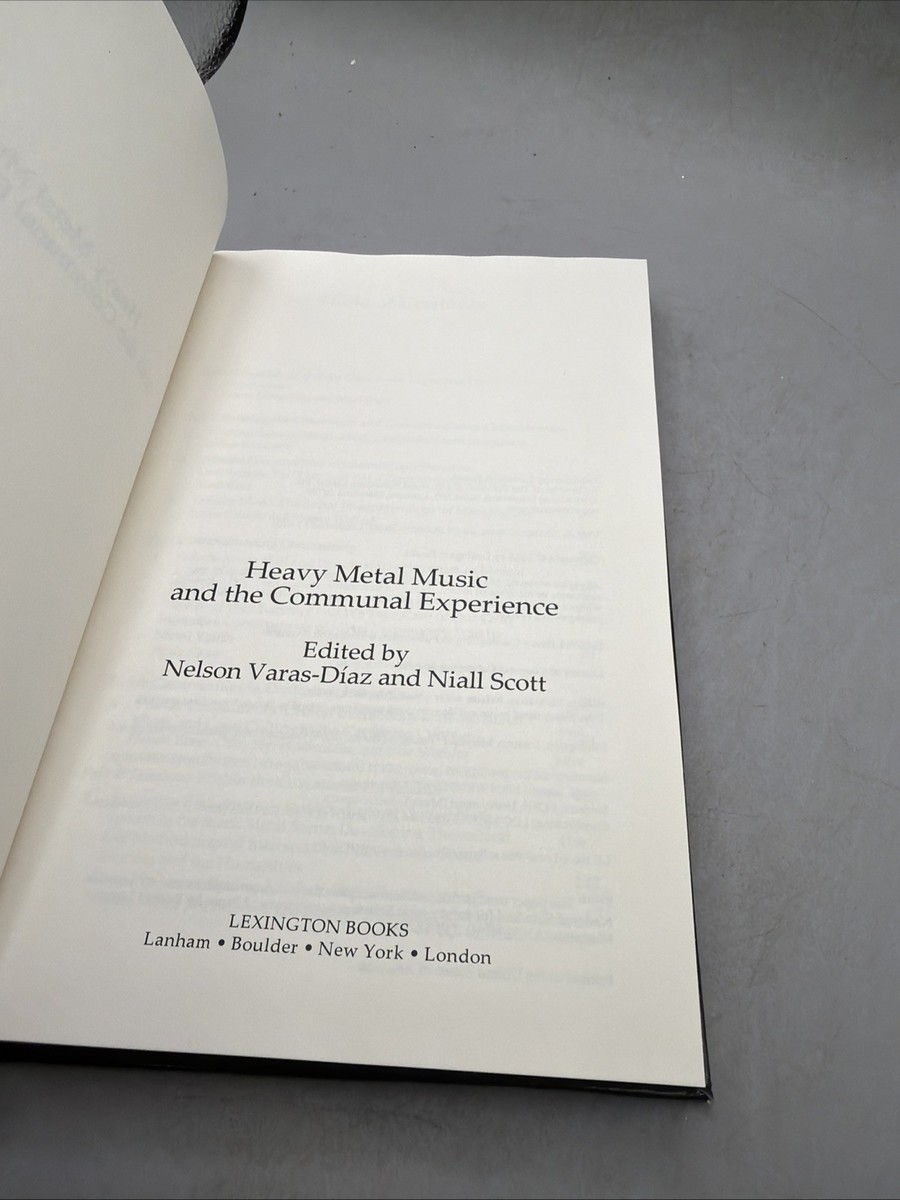 Heavy Metal Music
and the Communal Experience
Edited by
Nelson Varas-Díaz and Niall Scott
LEXINGTON BOOKS
Lanham • Boulder • New York • London